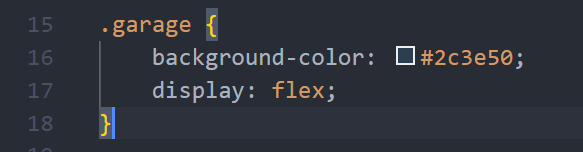 15 .garage {
16 background-color: #2c3e50;
17 display: flex;
18 }